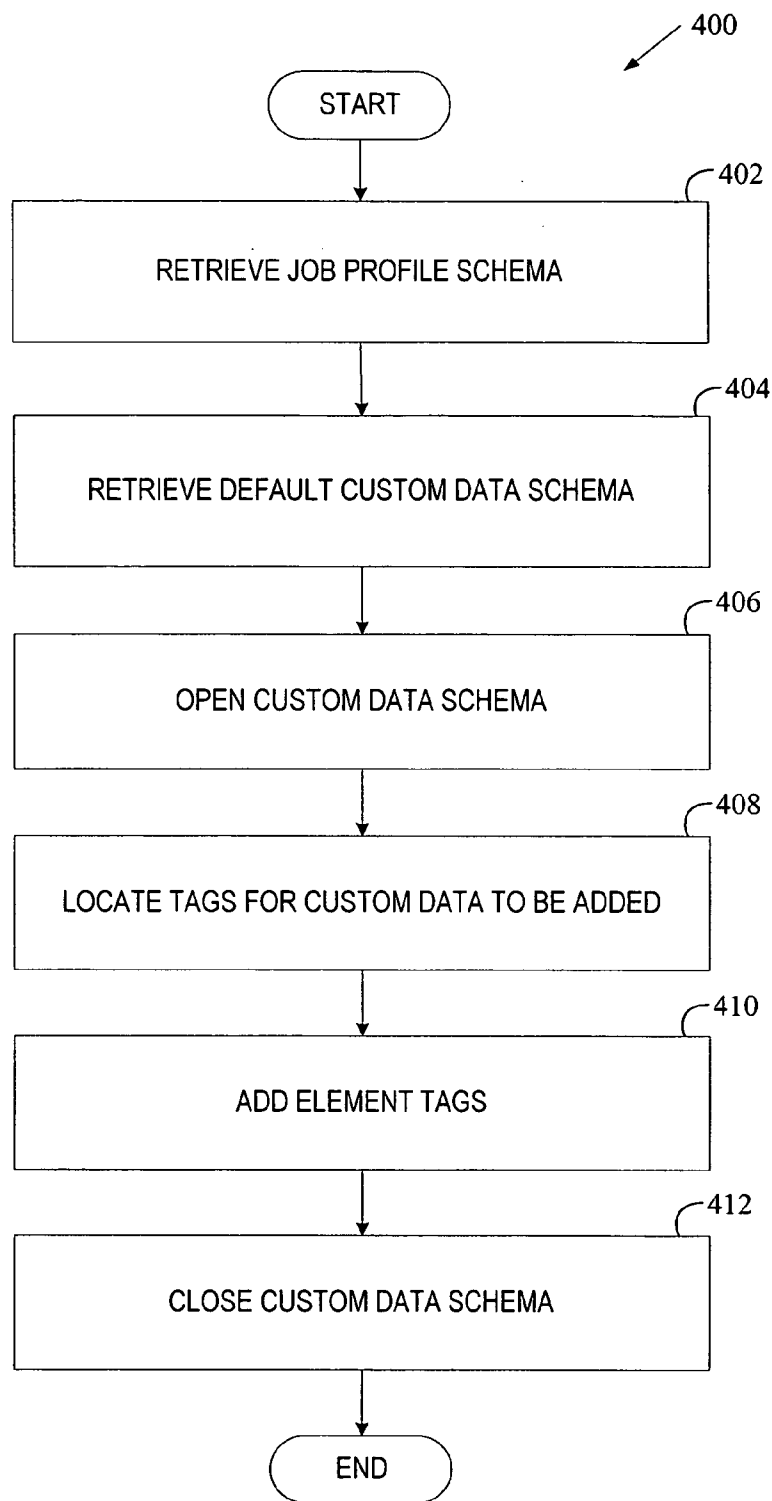 400
START
402
RETRIEVE JOB PROFILE SCHEMA
404
RETRIEVE DEFAULT CUSTOM DATA SCHEMA
406
OPEN CUSTOM DATA SCHEMA
408
LOCATE TAGS FOR CUSTOM DATA TO BE ADDED
410
ADD ELEMENT TAGS
412
CLOSE CUSTOM DATA SCHEMA
END